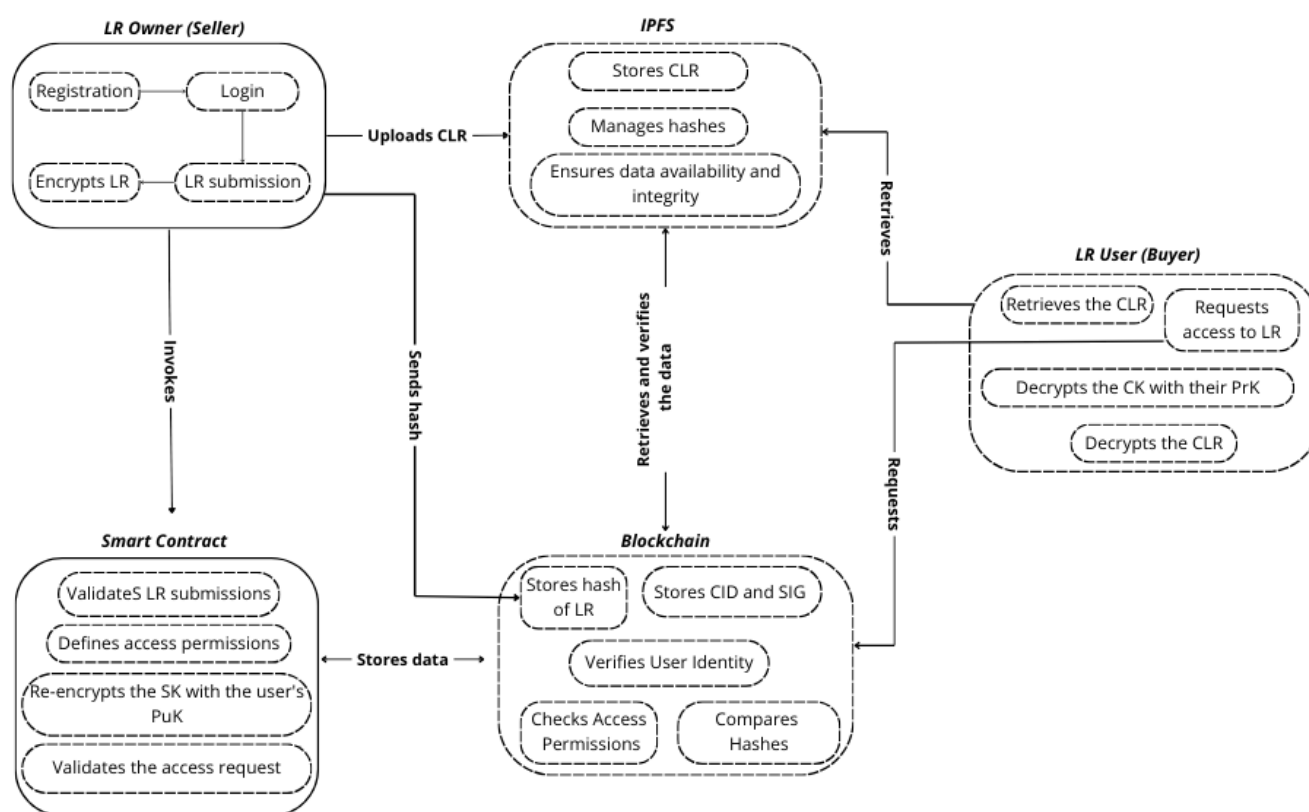 LR Owner (Seller)
Registration
Login
Encrypts LR
LR submission
Uploads CLR
IPFS
Stores CLR
Manages hashes
Ensures data availability and
integrity
Retrieves
LR User (Buyer)
Retrieves the CLR
Requests
access to LR
Decrypts the CK with their PrK
Decrypts the CLR
Invokes
Sends hash
Retrieves and verifies
the data
Requests
Smart Contract
ValidateS LR submissions
Defines access permissions
Re-encrypts the SK with the user's
PuK
Validates the access request
Stores data
Blockchain
Stores hash
of LR
Stores CID and SIG
Verifies User Identity
Checks Access
Permissions
Compares
Hashes